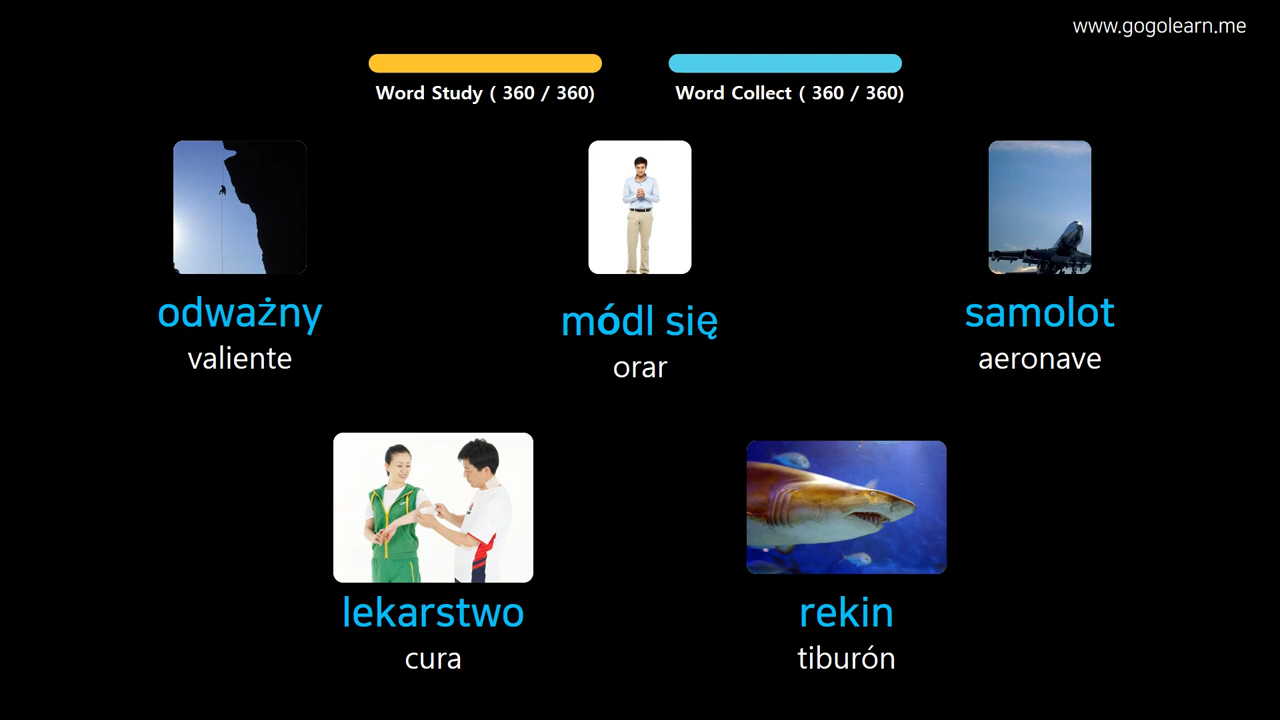 www.gogolearn.me
Word Study ( 360 / 360)
Word Collect ( 360 / 360)
odważny
valiente
módl się
orar
samolot
aeronave
lekarstwo
cura
rekin
tiburón